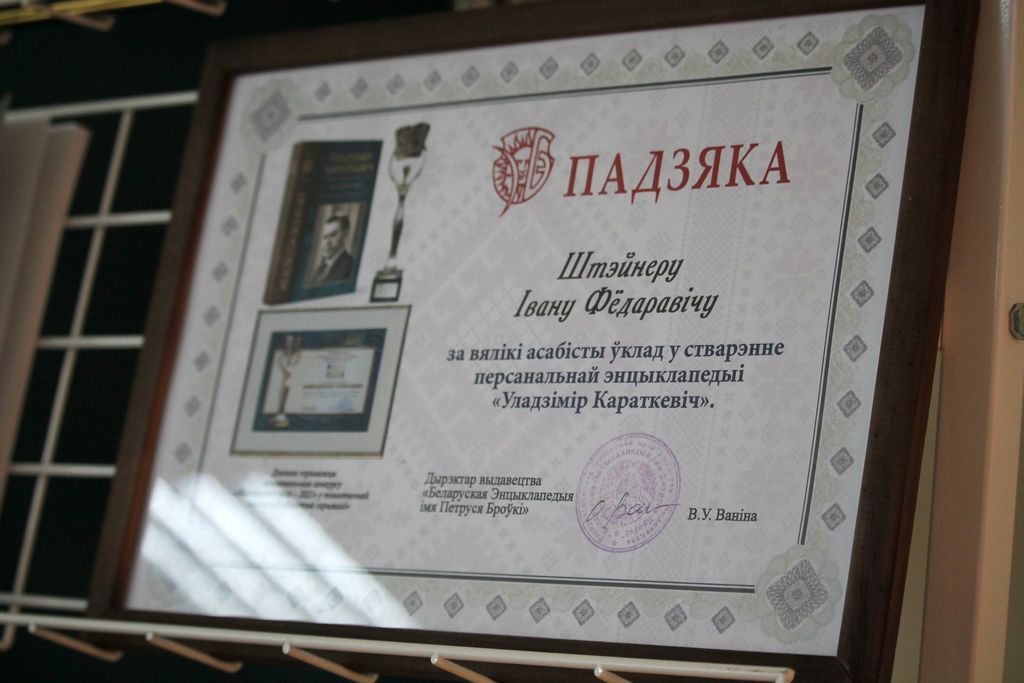 ПАДЗЯКА
Штэйнеру
Івану Фёдаравічу
за вялікі асабісты ўклад у стварэнне
персанальнай энцыклапедыі
«Уладзімір Караткевіч».
Дырэктар выдавецтва
«Беларуская Энцыклапедыя
імя Петруся Броўкі»
В.У. Ваніна